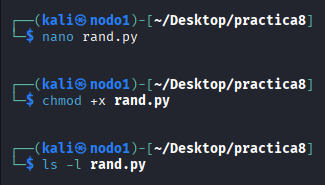 ┌──(kali㉿nodo1)-[~/Desktop/practica8]
└─$ nano rand.py
┌──(kali㉿nodo1)-[~/Desktop/practica8]
└─$ chmod +x rand.py
┌──(kali㉿nodo1)-[~/Desktop/practica8]
└─$ ls -l rand.py